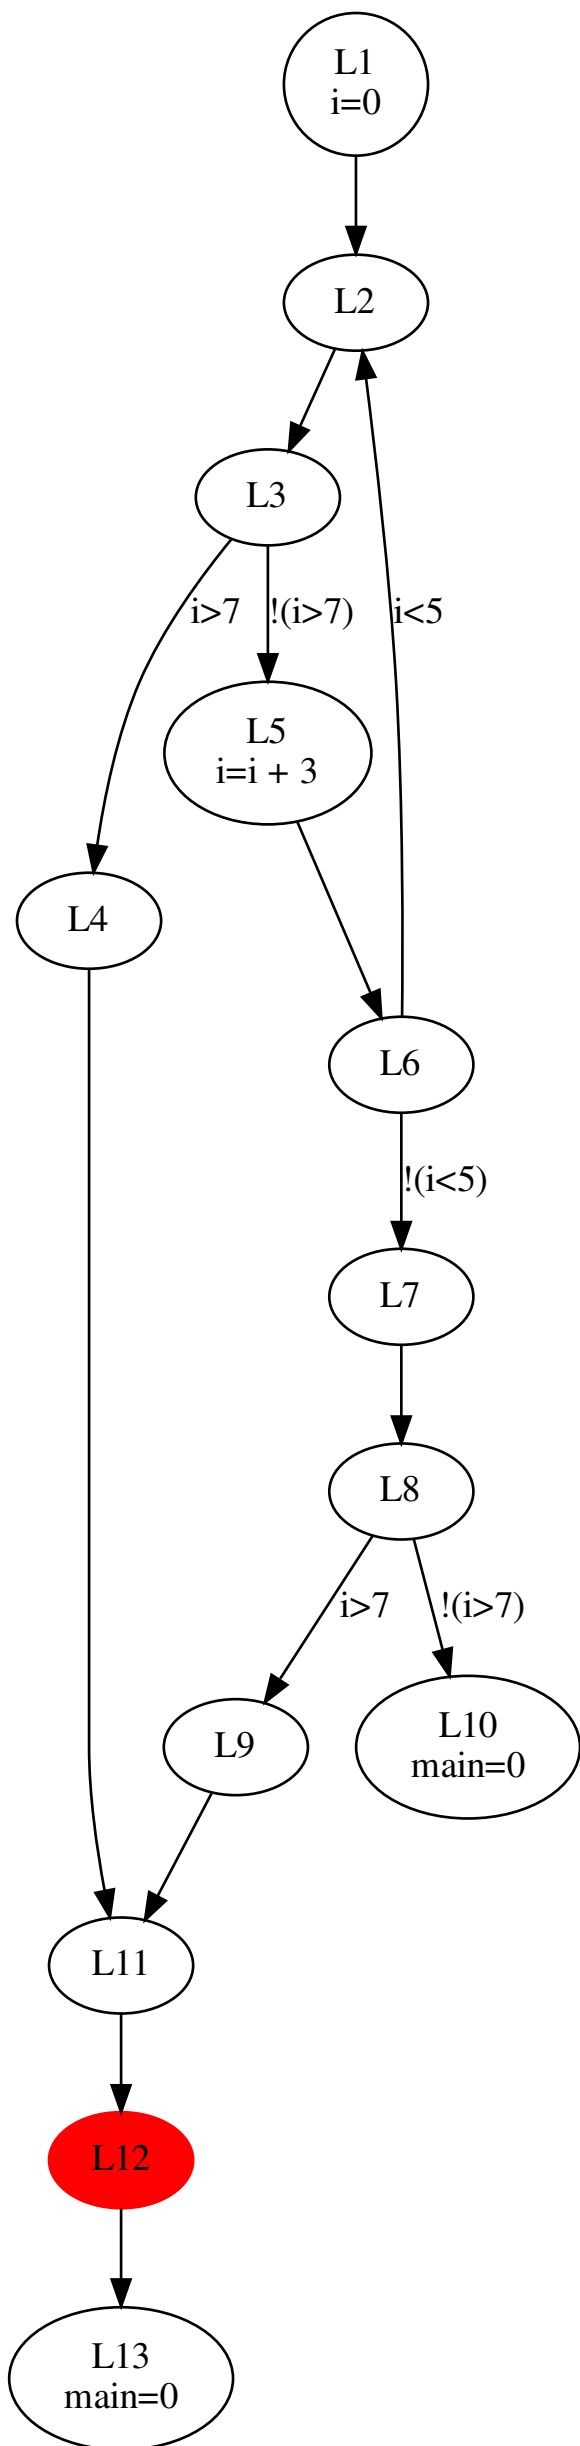 L1
i=0
L2
L3
i>7
!(i>7)
i<5
L5
i=i + 3
L4
L6
!(i<5)
L7
L8
i>7
!(i>7)
L9
L10
main=0
L11
L12
L13
main=0